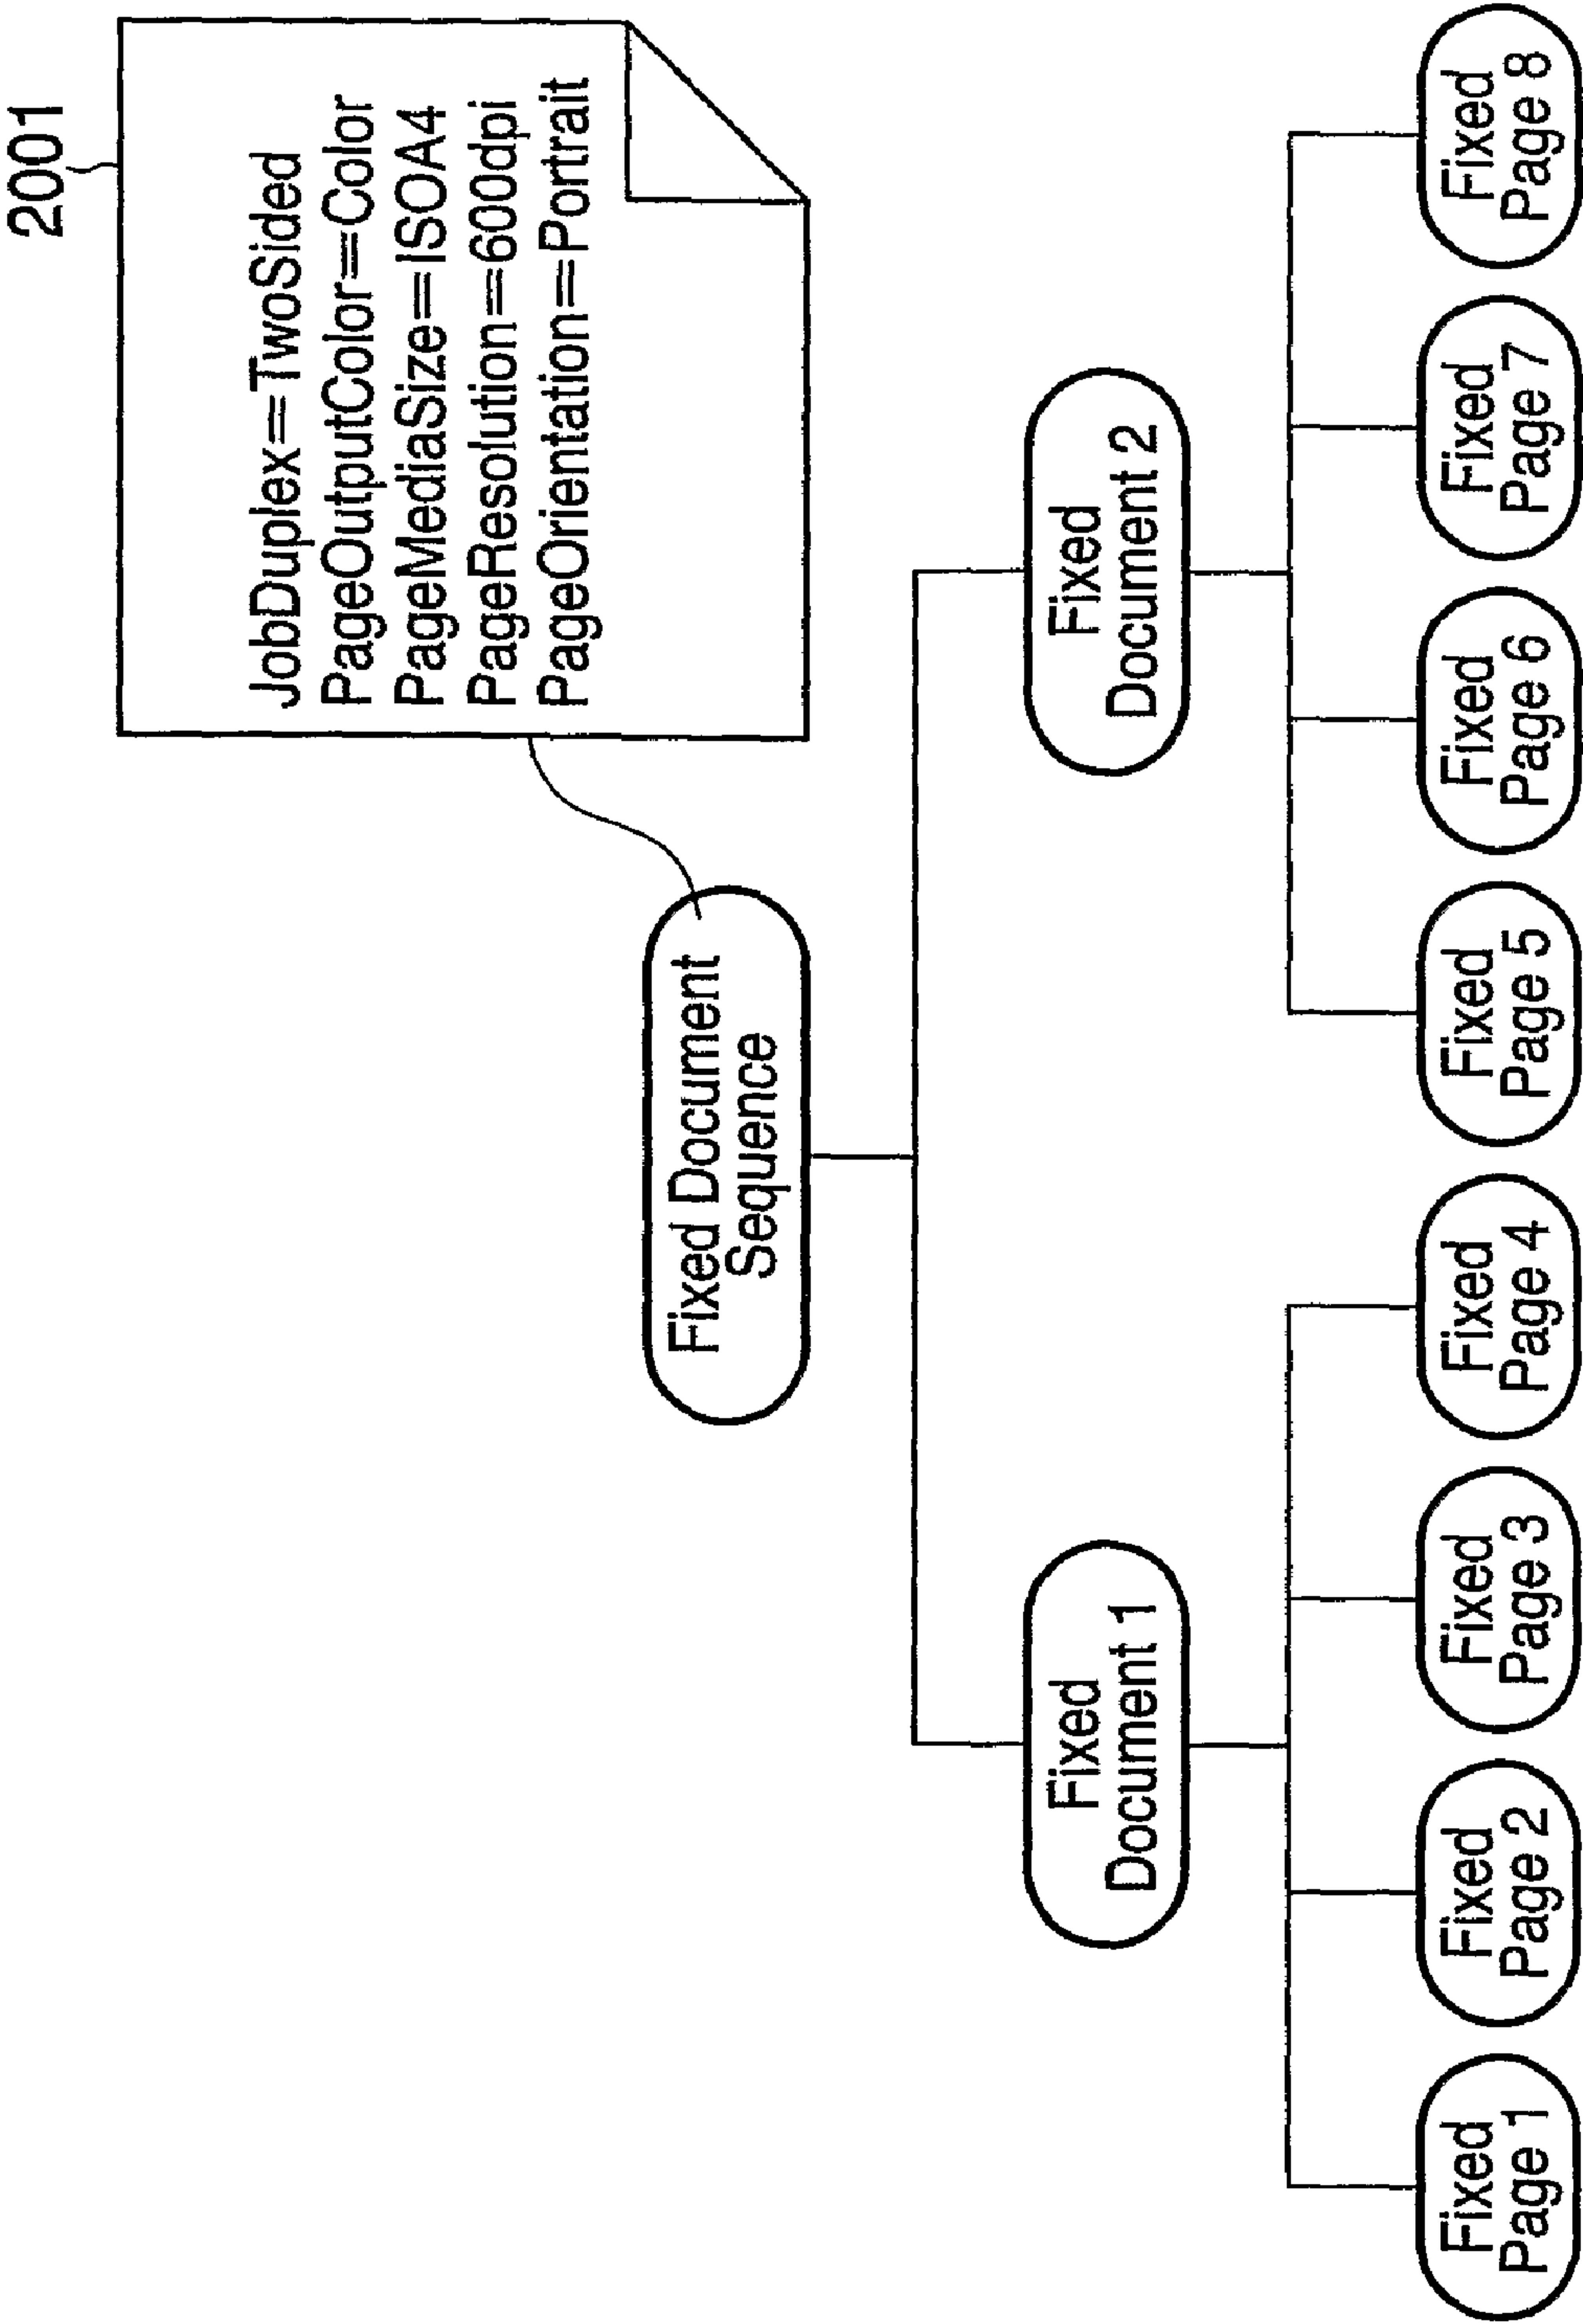 2001
JobDuplex=TwoSided
PageOutputColor=Color
PageMediaSize=ISOA4
PageResolution=600dpi
PageOrientation=Portrait
Fixed Document
Sequence
Fixed
Document 1
Fixed
Document 2
Fixed
Page 1
Fixed
Page 2
Fixed
Page 3
Fixed
Page 4
Fixed
Page 5
Fixed
Page 6
Fixed
Page 7
Fixed
Page 8